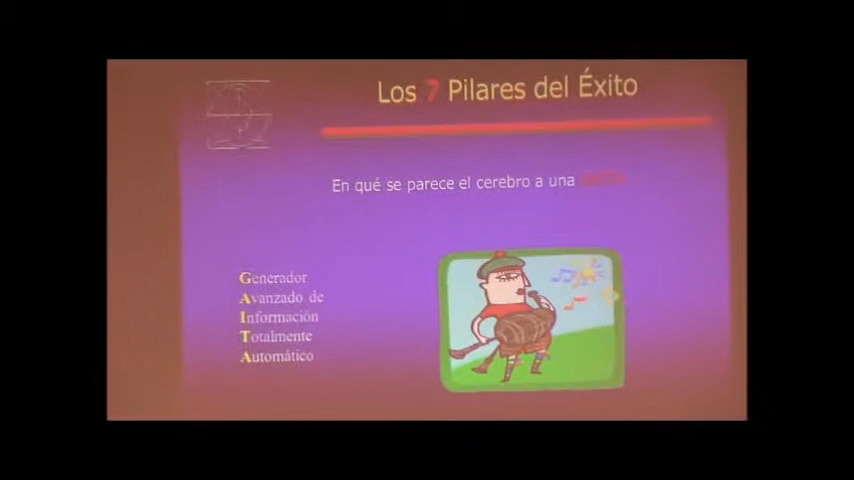 Los 7 Pilares del Éxito
En qué se parece el cerebro a una
Generador
Avanzado de
Información
Totalmente
Automático